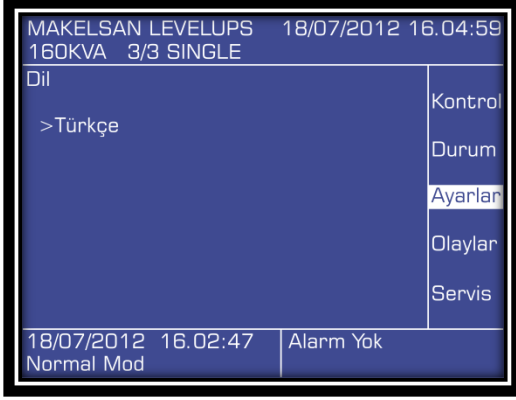 MAKELSAN LEVELUPS 18/07/2012 16.04:59
160KVA 3/3 SINGLE
Dil
>Türkçe
Kontrol
Durum
Ayarlar
Olaylar
Servis
18/07/2012 16.02:47
Normal Mod
Alarm Yok